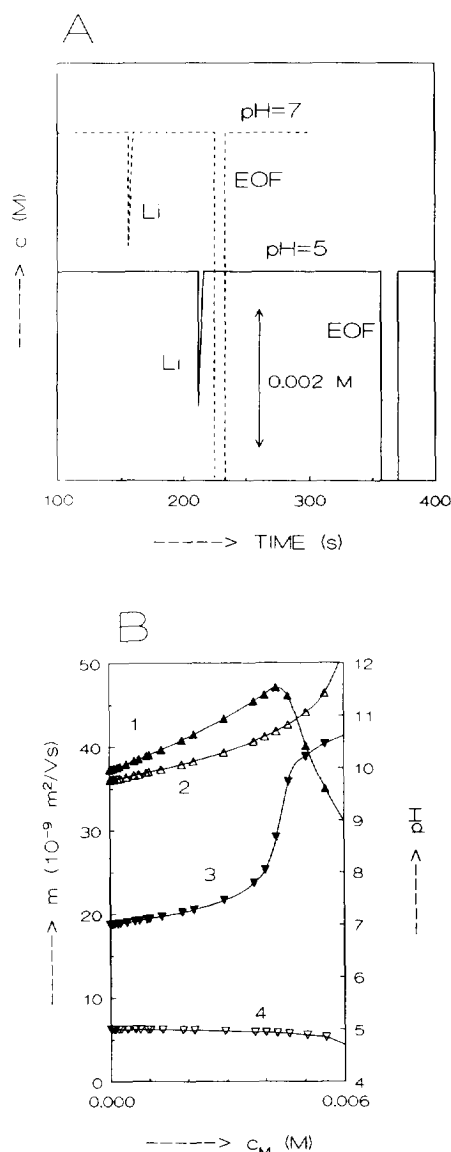 A
pH=7
EOF
Li
pH=5
EOF
Li
0.002 M
-----> c (M)
100 200 300 400
-----> TIME (s)
B
50
40
30
20
10
0
12
11
10
9
8
7
6
5
4
1
2
3
4
-----> m (10⁻⁹ m²/Vs)
-----> pH
0.000 0.006
-----> c_M (M)